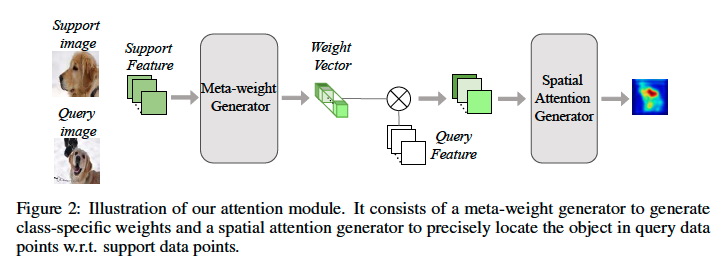 Support
image
Support
Feature
Meta-weight
Generator
Weight
Vector
Query
image
Query
Feature
Spatial
Attention
Generator
Figure 2: Illustration of our attention module. It consists of a meta-weight generator to generate
class-specific weights and a spatial attention generator to precisely locate the object in query data
points w.r.t. support data points.